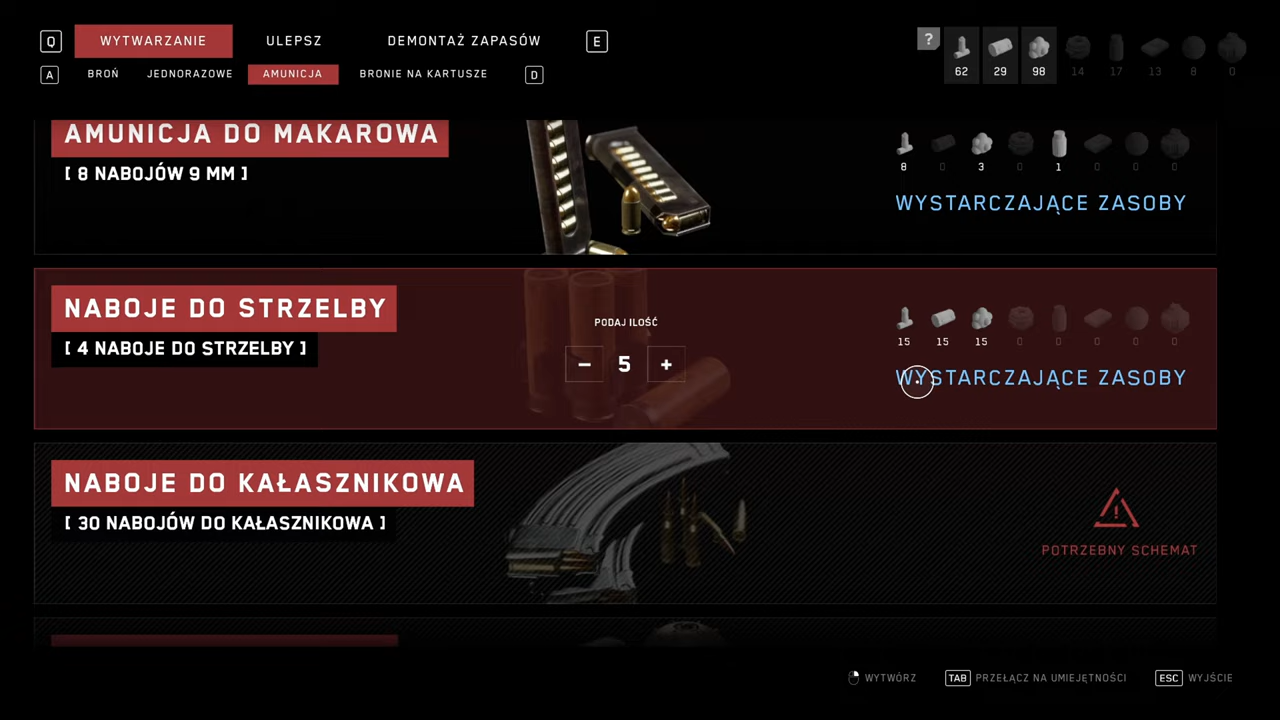 Q WYTWARZANIE ULEPSZ DEMONTAŻ ZAPASÓW E
A BROŃ JEDNORAZOWE AMUNICJA BRONIE NA KARTUSZE D
?
62 29 98 14 17 13 8 0
AMUNICJA DO MAKAROWA
[ 8 NABOJÓW 9 MM ]
8 0 3 0 1 0 0 0
WYSTARCZAJĄCE ZASOBY
NABOJE DO STRZELBY
[ 4 NABOJE DO STRZELBY ]
PODAJ ILOŚĆ
− 5 +
15 15 15 0 0 0 0 0
WYSTARCZAJĄCE ZASOBY
NABOJE DO KAŁASZNIKOWA
[ 30 NABOJÓW DO KAŁASZNIKOWA ]
!
POTRZEBNY SCHEMAT
WYTWÓRZ TAB PRZEŁĄCZ NA UMIEJĘTNOŚCI ESC WYJŚCIE